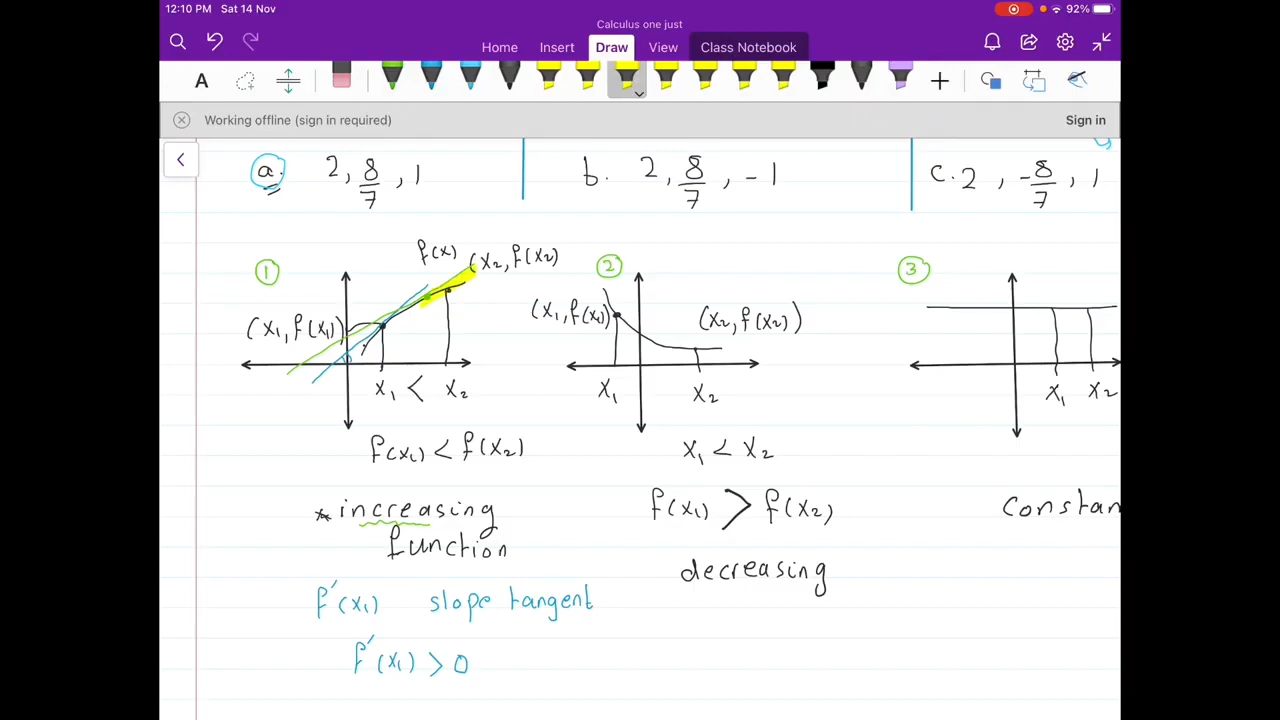 12:10 PM Sat 14 Nov
92%
Calculus one just
Home Insert Draw View Class Notebook
A
Working offline (sign in required) Sign in
a. 2, 8/7, 1
b. 2, 8/7, -1
c. 2, -8/7, 1
①
f(x) (x2, f(x2)
(x1, f(x1))
x1 < x2
f(x1) < f(x2)
* increasing
function
f'(x1) slope tangent
f'(x1) > 0
②
(x1, f(x1)
(x2, f(x2))
x1 x2
x1 < x2
f(x1) > f(x2)
decreasing
③
x1 x2
constan